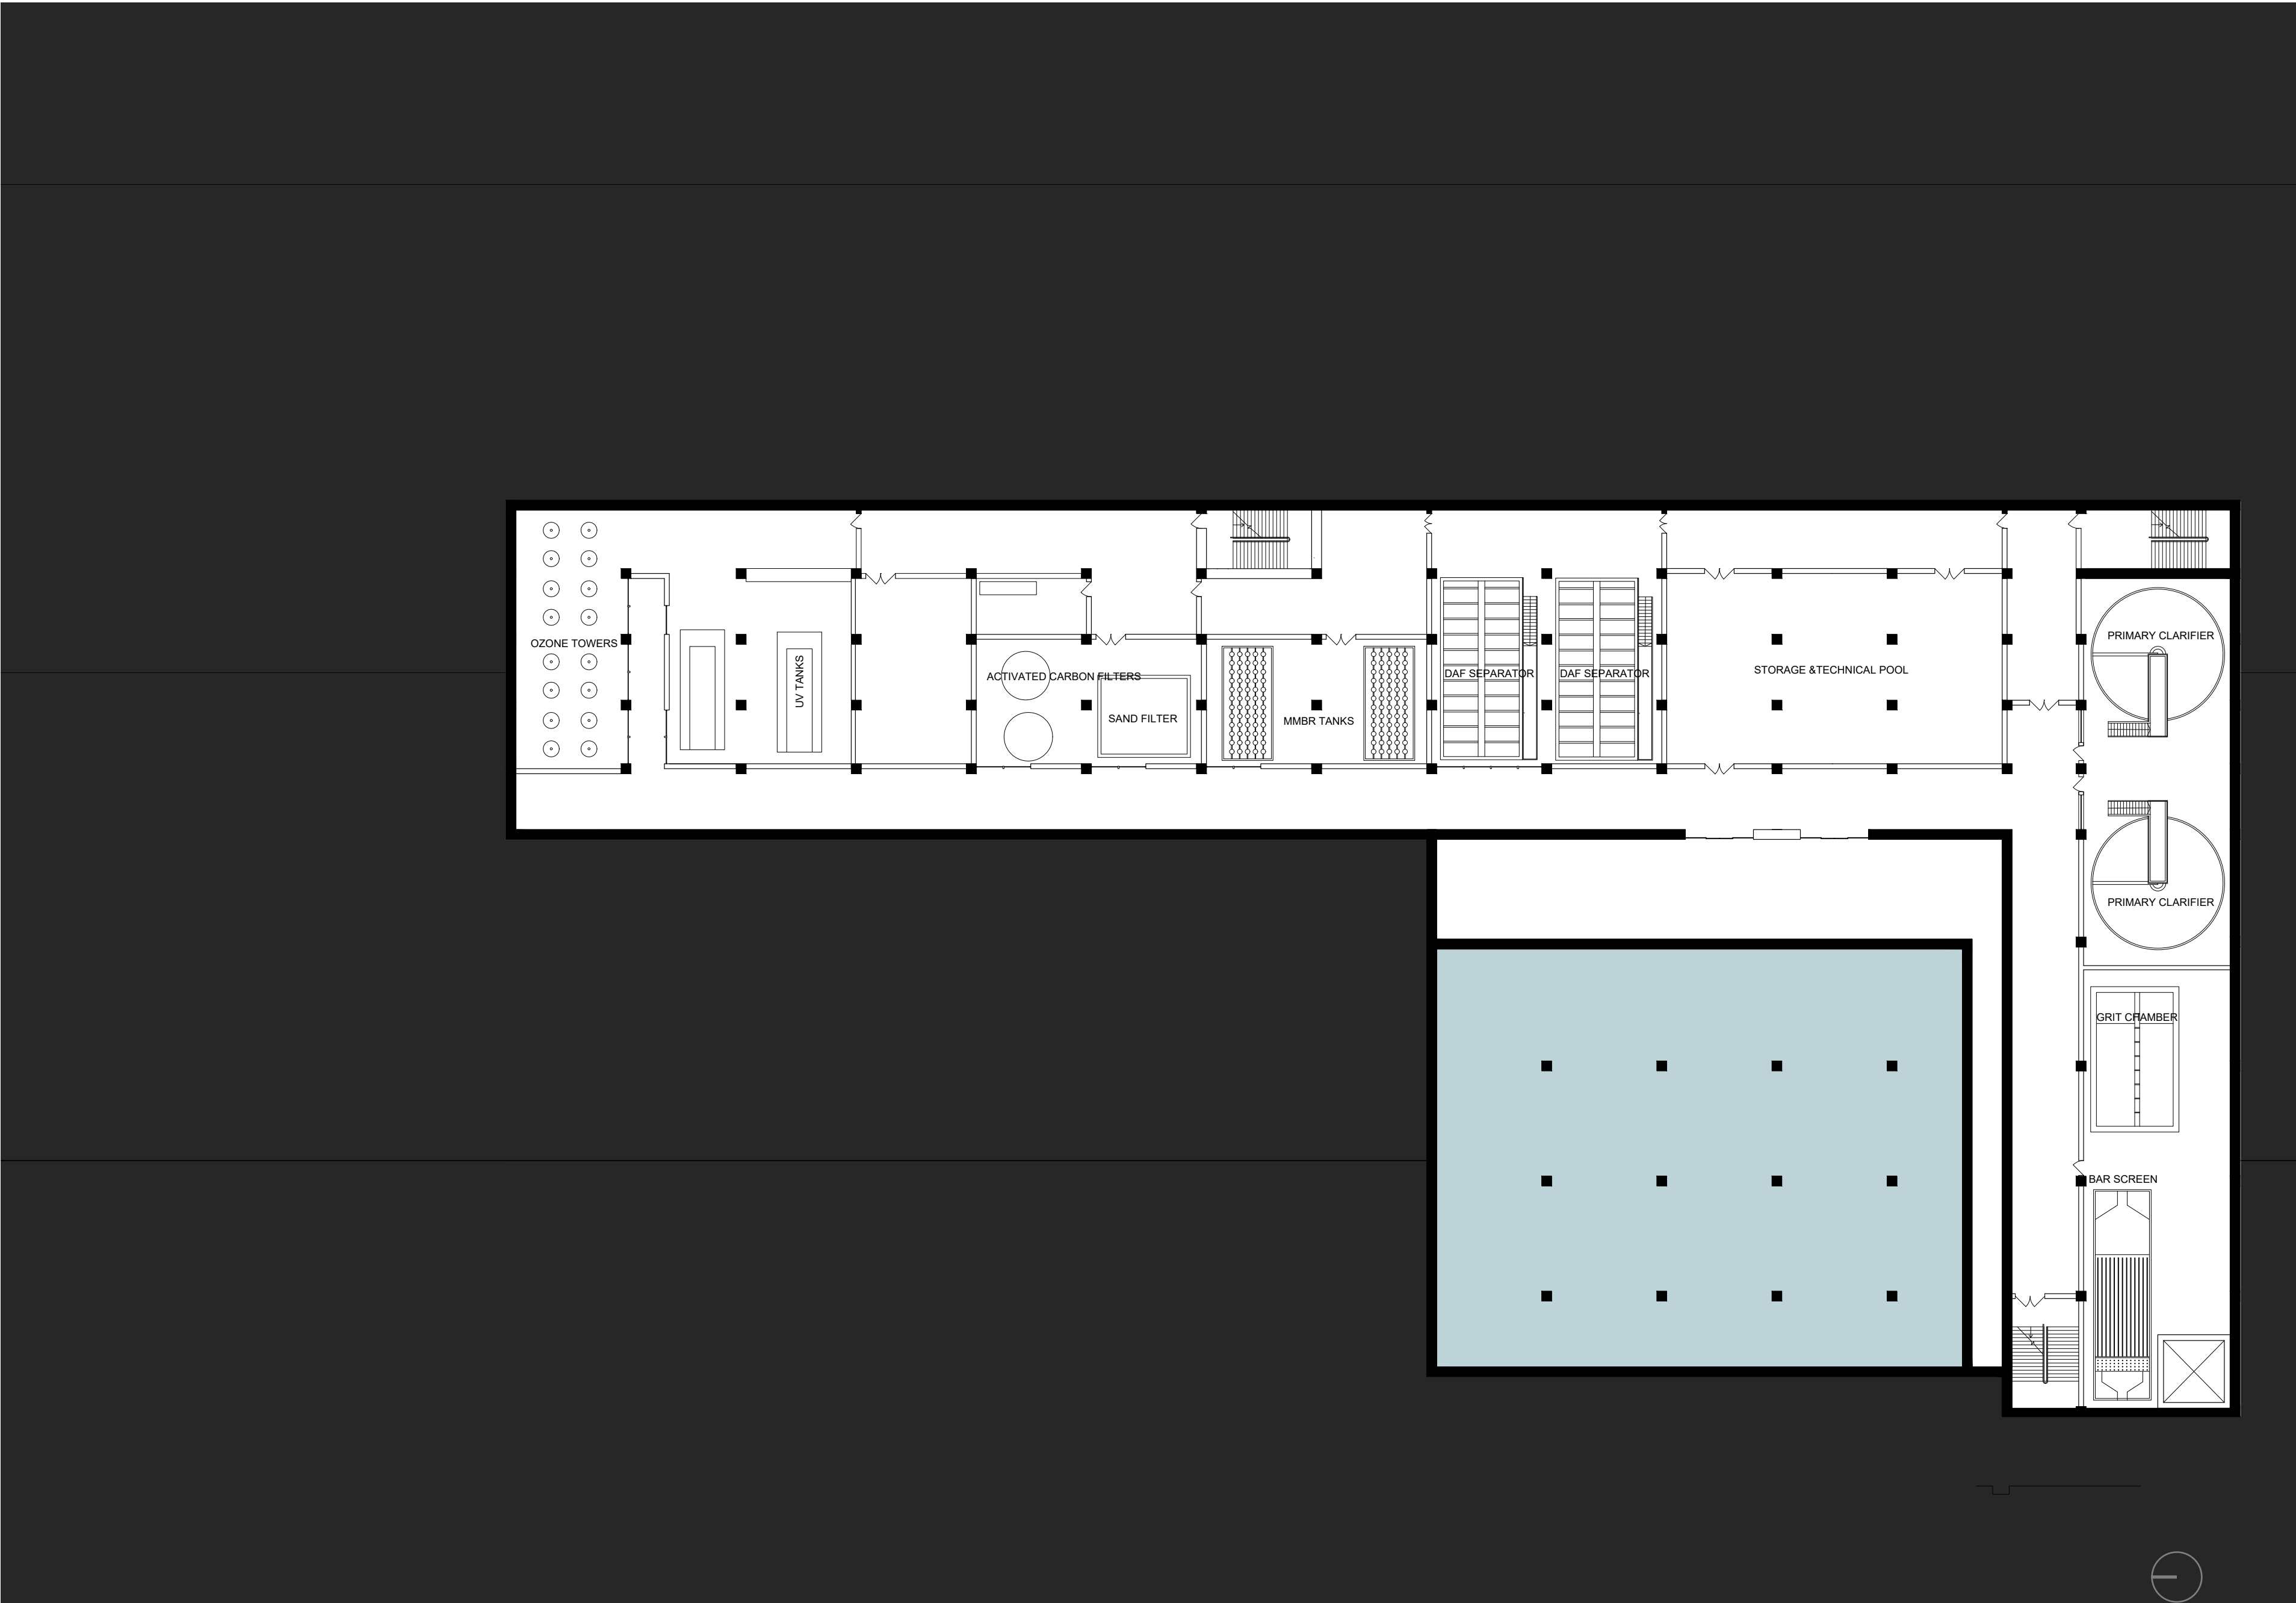 PRIMARY CLARIFIER
OZONE TOWERS
STORAGE &TECHNICAL POOL
DAF SEPARATOR
DAF SEPARATOR
ACTIVATED CARBON FILTERS
UV TANKS
SAND FILTER
MMBR TANKS
PRIMARY CLARIFIER
GRIT CHAMBER
BAR SCREEN